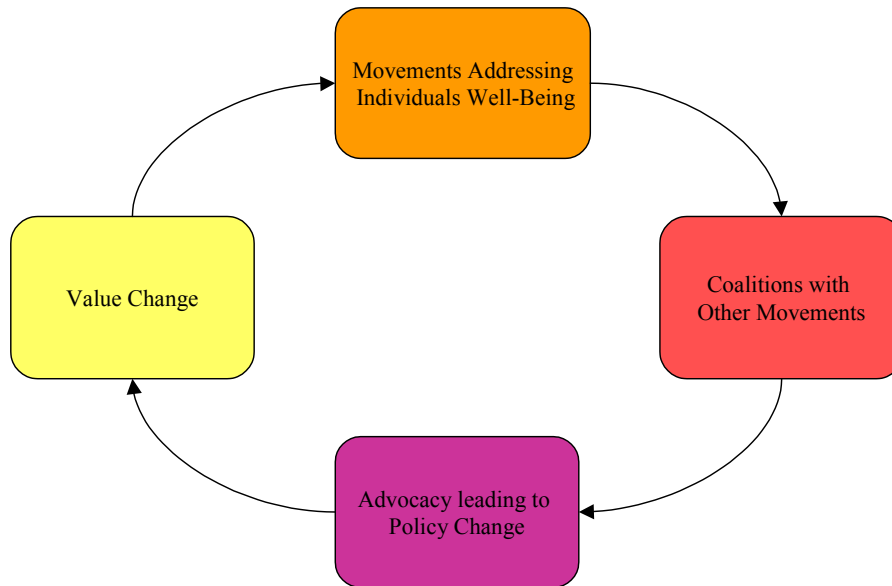 Movements Addressing
Individuals Well-Being
Value Change
Coalitions with
Other Movements
Advocacy leading to
Policy Change